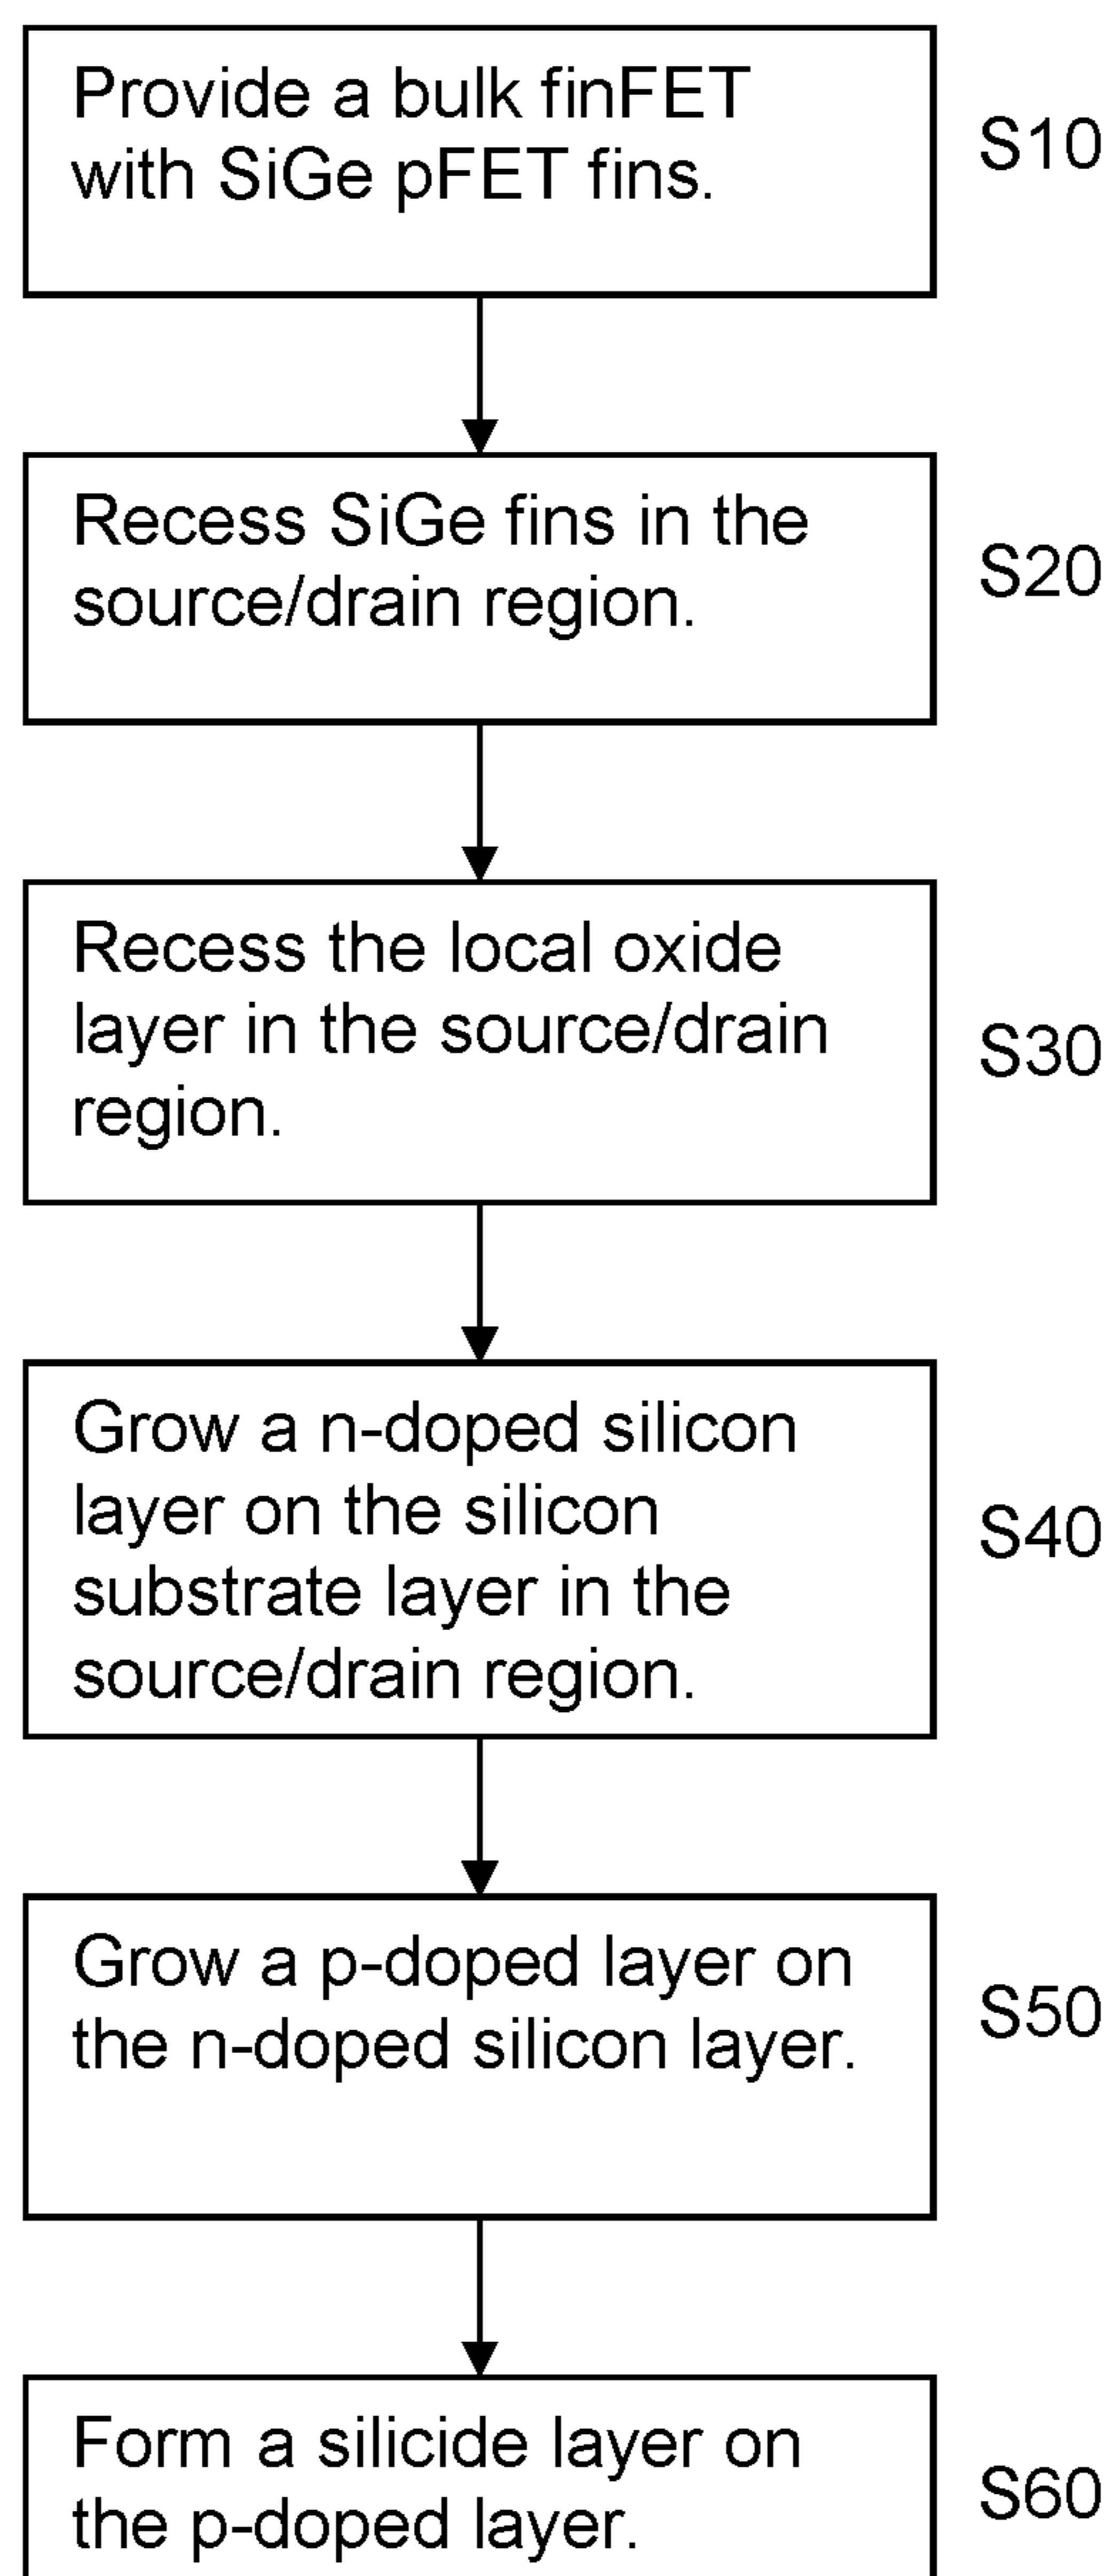 Provide a bulk finFET
with SiGe pFET fins.
S10
Recess SiGe fins in the
source/drain region.
S20
Recess the local oxide
layer in the source/drain
region.
S30
Grow a n-doped silicon
layer on the silicon
substrate layer in the
source/drain region.
S40
Grow a p-doped layer on
the n-doped silicon layer.
S50
Form a silicide layer on
the p-doped layer.
S60